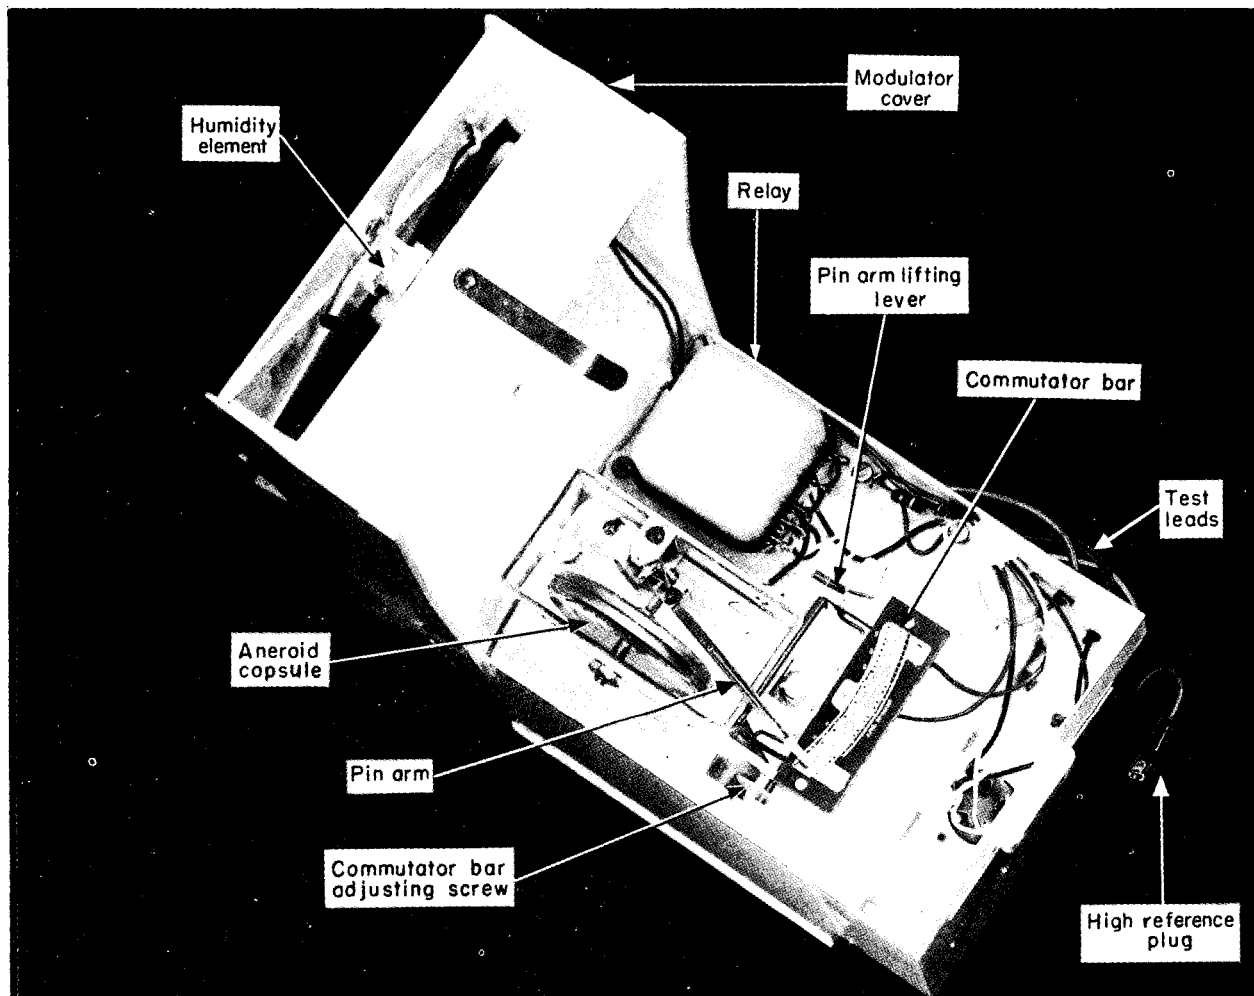 Modulator
cover
Humidity
element
Relay
Pin arm lifting
lever
Commutator bar
Test
leads
Aneroid
capsule
Pin arm
Commutator bar
adjusting screw
High reference
plug